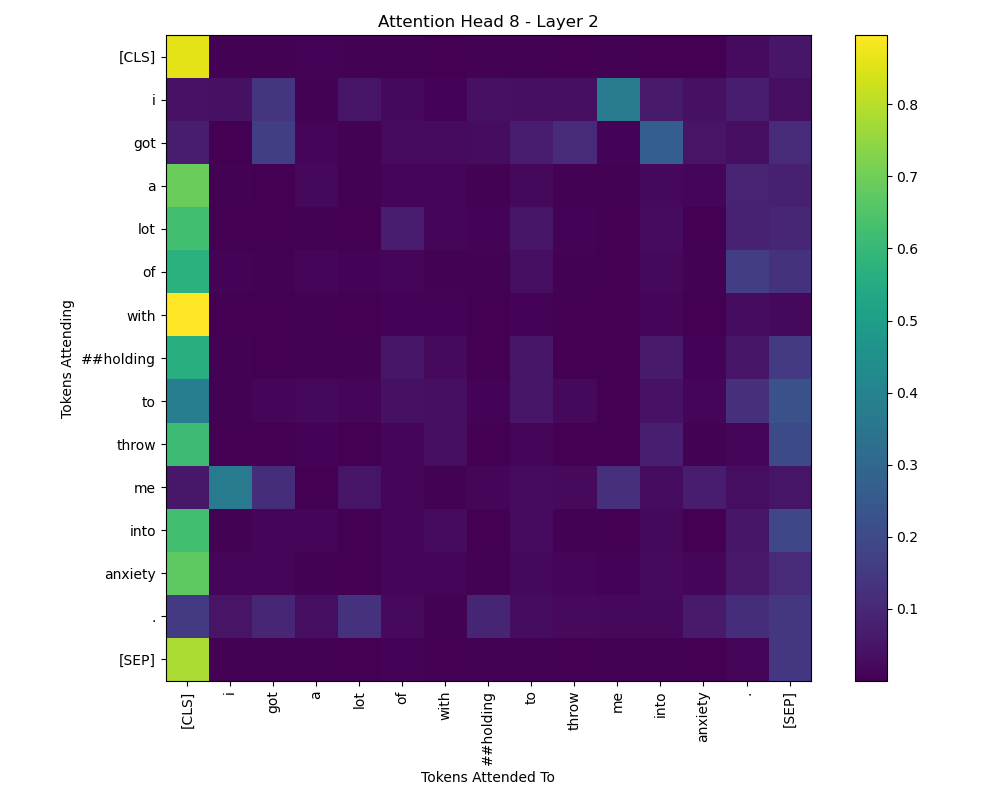 Attention Head 8 - Layer 2
Tokens Attending
[CLS]
i
got
a
lot
of
with
##holding
to
throw
me
into
anxiety
.
[SEP]
[CLS]
i
got
a
lot
of
with
##holding
to
throw
me
into
anxiety
.
[SEP]
Tokens Attended To
0.8
0.7
0.6
0.5
0.4
0.3
0.2
0.1